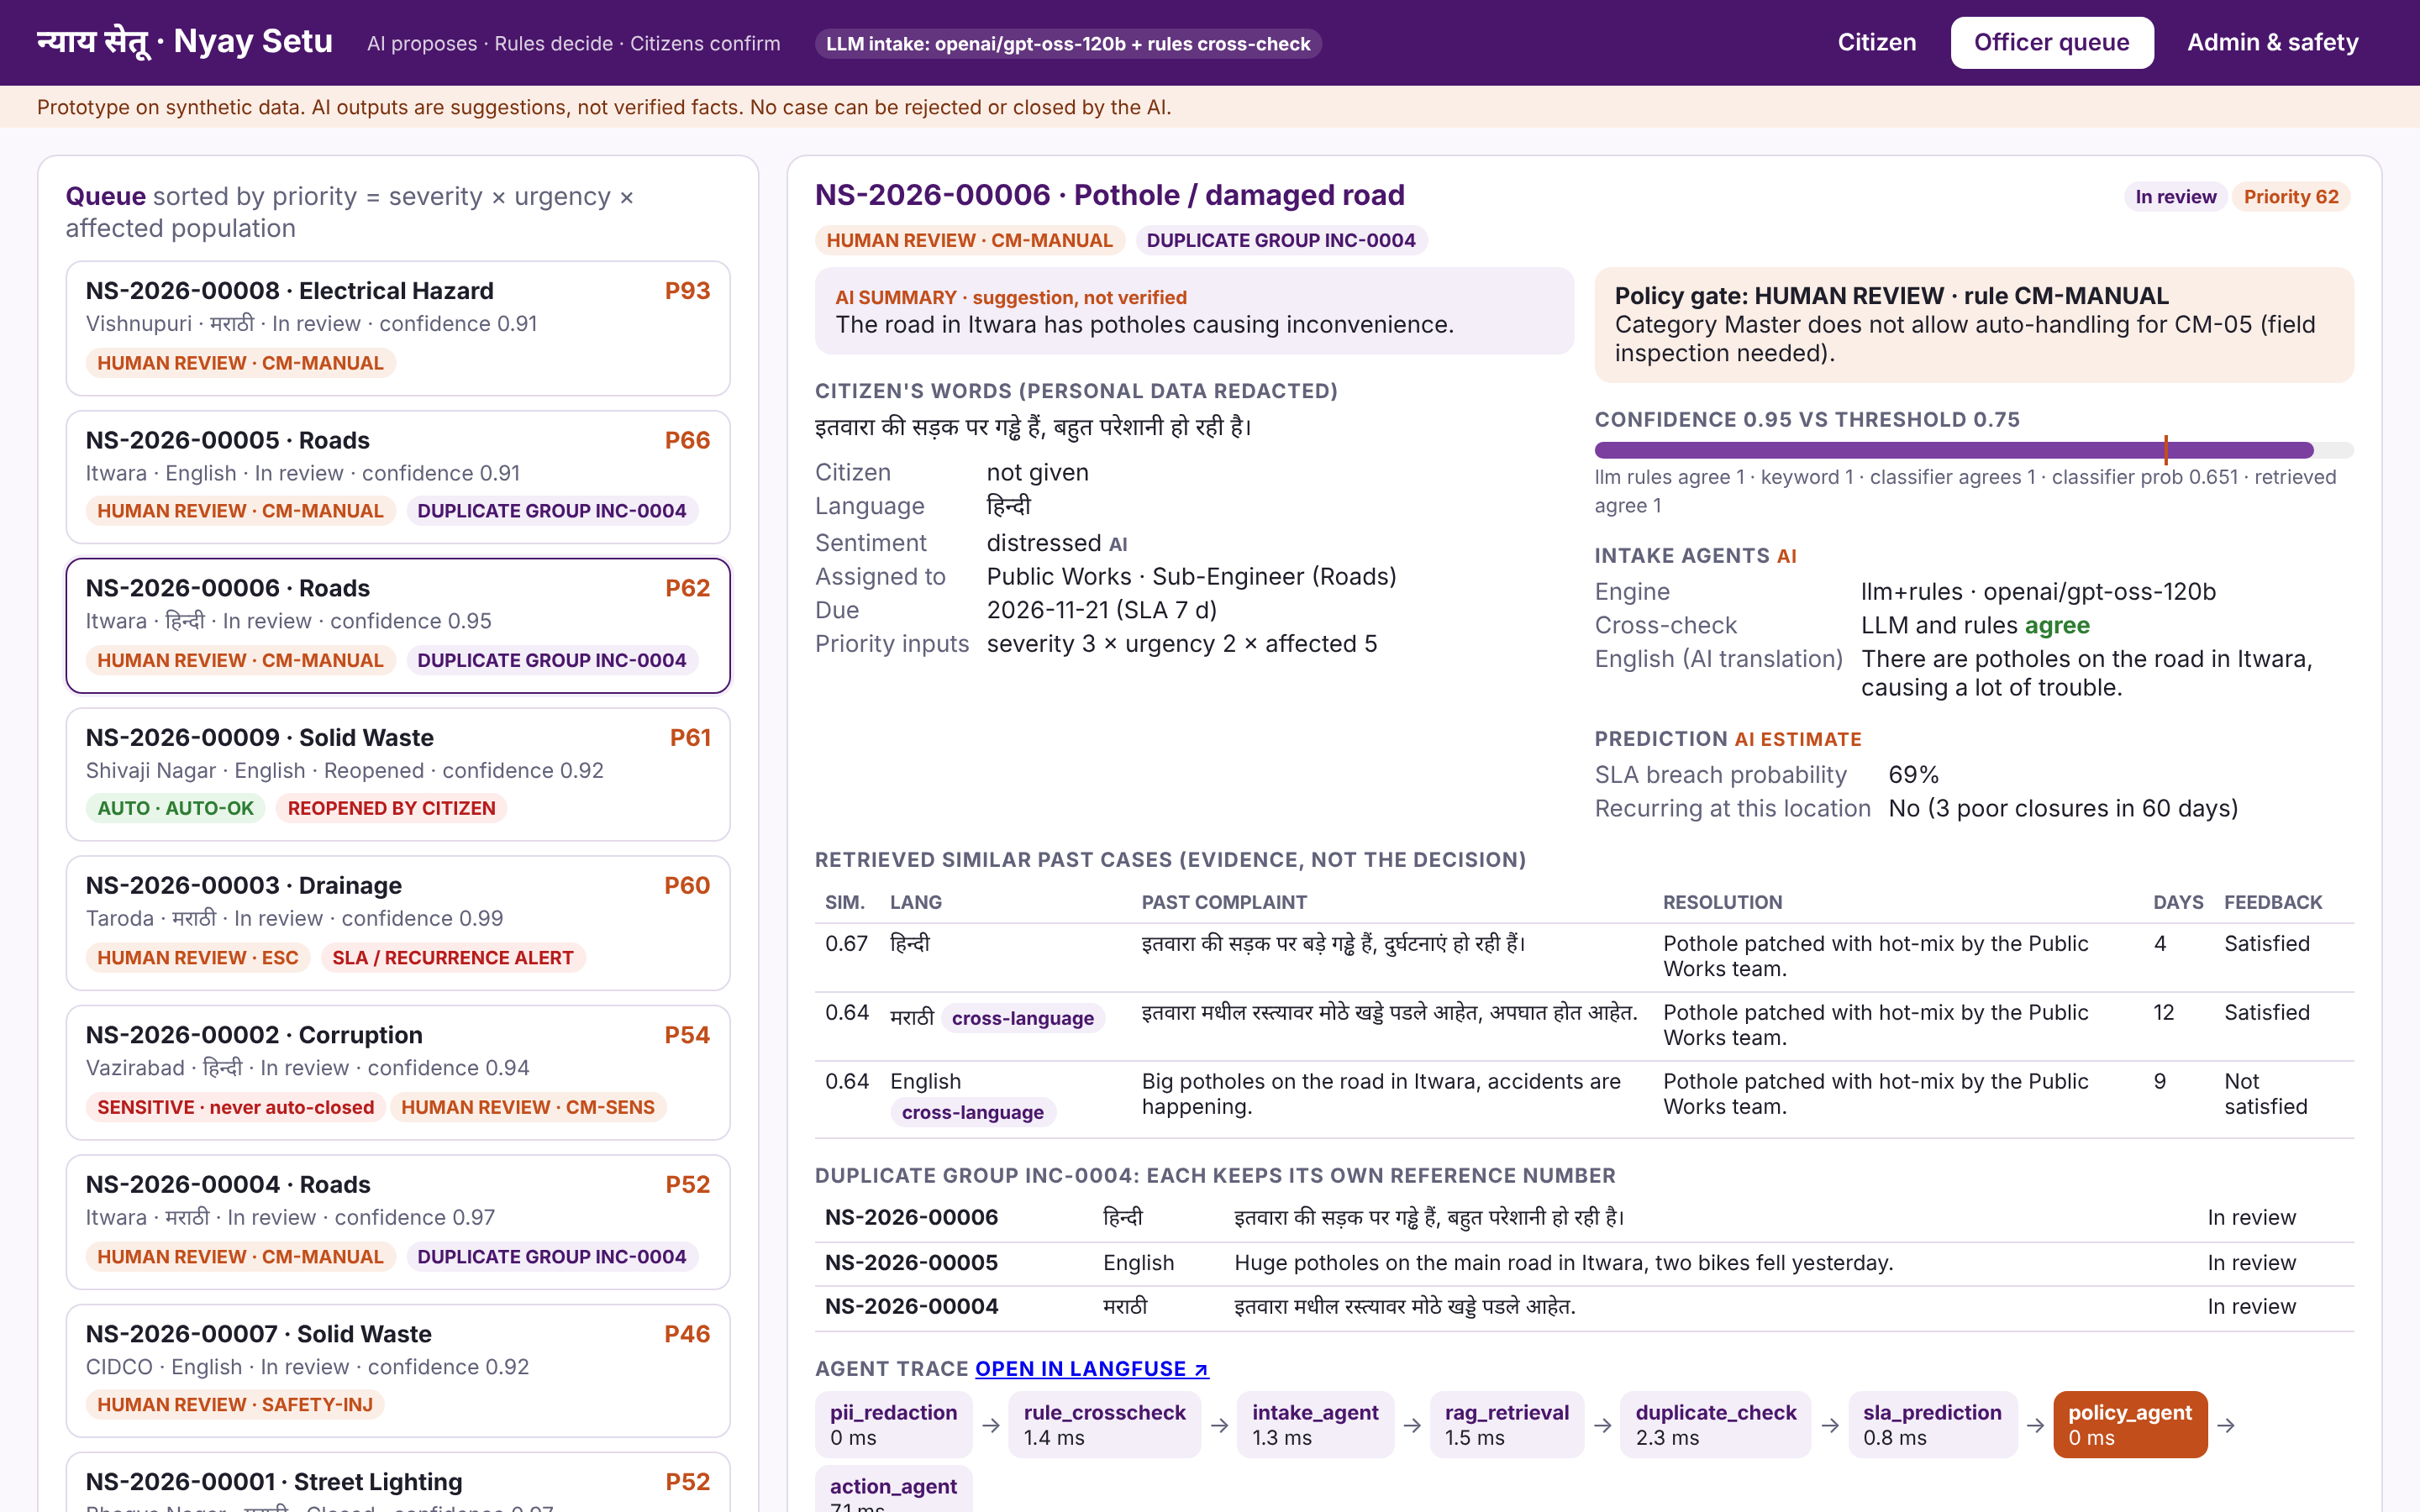 न्याय सेतू · Nyay Setu
AI proposes · Rules decide · Citizens confirm
LLM intake: openai/gpt-oss-120b + rules cross-check
Citizen
Officer queue
Admin & safety
Prototype on synthetic data. AI outputs are suggestions, not verified facts. No case can be rejected or closed by the AI.
Queue sorted by priority = severity × urgency ×
affected population
NS-2026-00008 · Electrical Hazard P93
Vishnupuri · मराठी · In review · confidence 0.91
HUMAN REVIEW · CM-MANUAL
NS-2026-00005 · Roads P66
Itwara · English · In review · confidence 0.91
HUMAN REVIEW · CM-MANUAL DUPLICATE GROUP INC-0004
NS-2026-00006 · Roads P62
Itwara · हिन्दी · In review · confidence 0.95
HUMAN REVIEW · CM-MANUAL DUPLICATE GROUP INC-0004
NS-2026-00009 · Solid Waste P61
Shivaji Nagar · English · Reopened · confidence 0.92
AUTO · AUTO-OK REOPENED BY CITIZEN
NS-2026-00003 · Drainage P60
Taroda · मराठी · In review · confidence 0.99
HUMAN REVIEW · ESC SLA / RECURRENCE ALERT
NS-2026-00002 · Corruption P54
Vazirabad · हिन्दी · In review · confidence 0.94
SENSITIVE · never auto-closed HUMAN REVIEW · CM-SENS
NS-2026-00004 · Roads P52
Itwara · मराठी · In review · confidence 0.97
HUMAN REVIEW · CM-MANUAL DUPLICATE GROUP INC-0004
NS-2026-00007 · Solid Waste P46
CIDCO · English · In review · confidence 0.92
HUMAN REVIEW · SAFETY-INJ
NS-2026-00001 · Street Lighting P52
NS-2026-00006 · Pothole / damaged road In review Priority 62
HUMAN REVIEW · CM-MANUAL DUPLICATE GROUP INC-0004
AI SUMMARY · suggestion, not verified
The road in Itwara has potholes causing inconvenience.
CITIZEN'S WORDS (PERSONAL DATA REDACTED)
इतवारा की सड़क पर गड्ढे हैं, बहुत परेशानी हो रही है।
Citizen not given
Language हिन्दी
Sentiment distressed AI
Assigned to Public Works · Sub-Engineer (Roads)
Due 2026-11-21 (SLA 7 d)
Priority inputs severity 3 × urgency 2 × affected 5
Policy gate: HUMAN REVIEW · rule CM-MANUAL
Category Master does not allow auto-handling for CM-05 (field
inspection needed).
CONFIDENCE 0.95 VS THRESHOLD 0.75
llm rules agree 1 · keyword 1 · classifier agrees 1 · classifier prob 0.651 · retrieved
agree 1
INTAKE AGENTS AI
Engine llm+rules · openai/gpt-oss-120b
Cross-check LLM and rules agree
English (AI translation) There are potholes on the road in Itwara,
causing a lot of trouble.
PREDICTION AI ESTIMATE
SLA breach probability 69%
Recurring at this location No (3 poor closures in 60 days)
RETRIEVED SIMILAR PAST CASES (EVIDENCE, NOT THE DECISION)
SIM. LANG PAST COMPLAINT RESOLUTION DAYS FEEDBACK
0.67 हिन्दी इतवारा की सड़क पर बड़े गड्ढे हैं, दुर्घटनाएं हो रही हैं। Pothole patched with hot-mix by the Public 4 Satisfied
Works team.
0.64 मराठी cross-language इतवारा मधील रस्त्यावर मोठे खड्डे पडले आहेत, अपघात होत आहेत. Pothole patched with hot-mix by the Public 12 Satisfied
Works team.
0.64 English Big potholes on the road in Itwara, accidents are Pothole patched with hot-mix by the Public 9 Not
cross-language happening. Works team. satisfied
DUPLICATE GROUP INC-0004: EACH KEEPS ITS OWN REFERENCE NUMBER
NS-2026-00006 हिन्दी इतवारा की सड़क पर गड्ढे हैं, बहुत परेशानी हो रही है। In review
NS-2026-00005 English Huge potholes on the main road in Itwara, two bikes fell yesterday. In review
NS-2026-00004 मराठी इतवारा मधील रस्त्यावर मोठे खड्डे पडले आहेत. In review
AGENT TRACE OPEN IN LANGFUSE ↗
pii_redaction → rule_crosscheck → intake_agent → rag_retrieval → duplicate_check → sla_prediction → policy_agent →
0 ms 1.4 ms 1.3 ms 1.5 ms 2.3 ms 0.8 ms 0 ms
action_agent